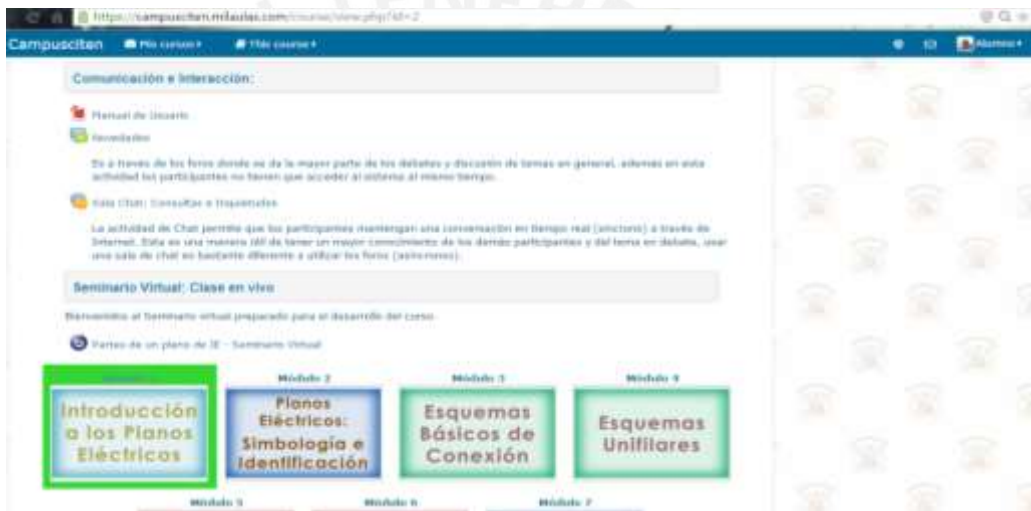 https://campusciten.milaulas.com/course/view.php?id=2
Campusciten Mis cursos This course Alumno
Comunicación e Interacción:
Manual de Usuario
Novedades
Es a través de los foros donde se da la mayor parte de los debates y discusión de temas en general, además en esta
actividad los participantes no tienen que acceder al sistema al mismo tiempo.
Sala Chat: Consultas e Inquietudes
La actividad de Chat permite que los participantes mantengan una conversación en tiempo real (síncrono) a través de
Internet. Esta es una manera útil de tener un mayor conocimiento de los demás participantes y del tema en debate, usar
una sala de chat es bastante diferente a utilizar los foros (asíncronos).
Seminario Virtual: Clase en vivo
Bienvenidos al Seminario virtual preparado para el desarrollo del curso.
Partes de un plano de IE - Seminario Virtual
Módulo 2 Módulo 3 Módulo 4
Introducción
a los Planos
Eléctricos
Planos
Eléctricos:
Simbología e
Identificación
Esquemas
Básicos de
Conexión
Esquemas
Unifilares
Módulo 5 Módulo 6 Módulo 7